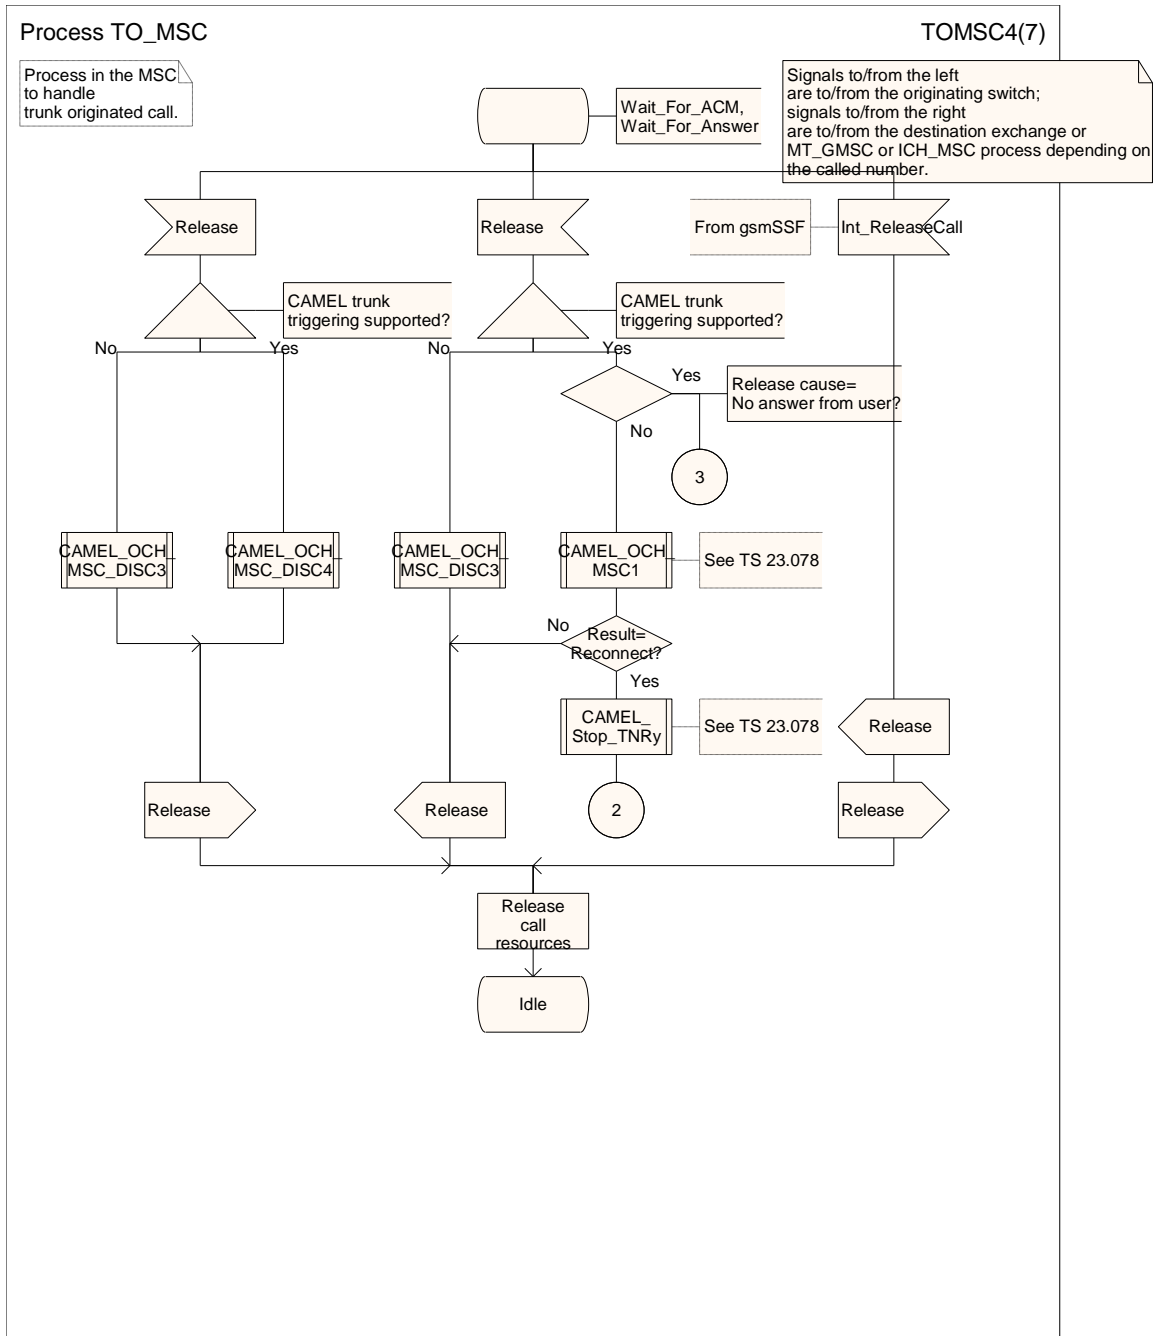 Process TO_MSC
TOMSC4(7)
Process in the MSC
to handle
trunk originated call.
Signals to/from the left
are to/from the originating switch;
signals to/from the right
are to/from the destination exchange or
MT_GMSC or ICH_MSC process depending on
the called number.
Wait_For_ACM,
Wait_For_Answer
Release
Release
From gsmSSF
Int_ReleaseCall
CAMEL trunk
triggering supported?
CAMEL trunk
triggering supported?
No
Yes
No
Yes
Yes
Release cause=
No answer from user?
No
3
CAMEL_OCH_
MSC_DISC3
CAMEL_OCH_
MSC_DISC4
CAMEL_OCH_
MSC_DISC3
CAMEL_OCH_
MSC1
See TS 23.078
No
Result=
Reconnect?
Yes
CAMEL_
Stop_TNRy
See TS 23.078
Release
Release
Release
2
Release
Release
call
resources
Idle